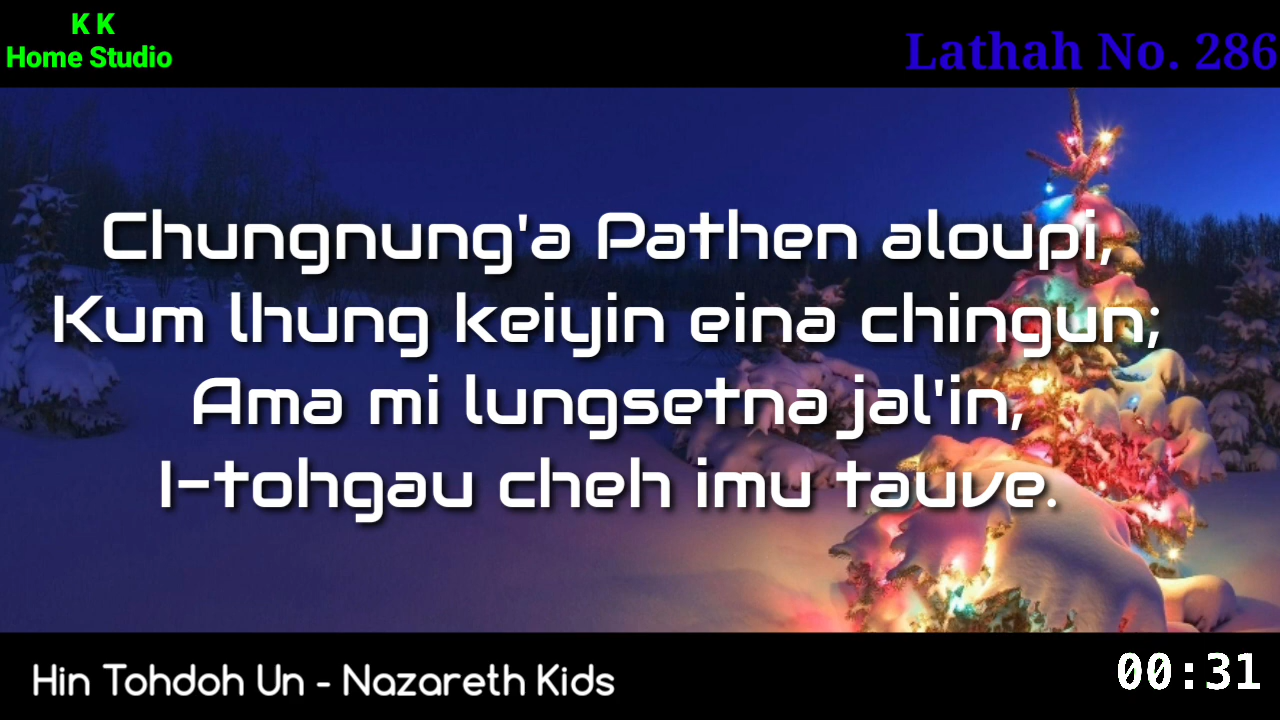 K K
Home Studio
Lathah No. 286
Chungnung'a Pathen aloupi,
Kum lhung keiyin eina chingun;
Ama mi lungsetna jal'in,
I-tohgau cheh imu tauve.
Hin Tohdoh Un - Nazareth Kids
00:31